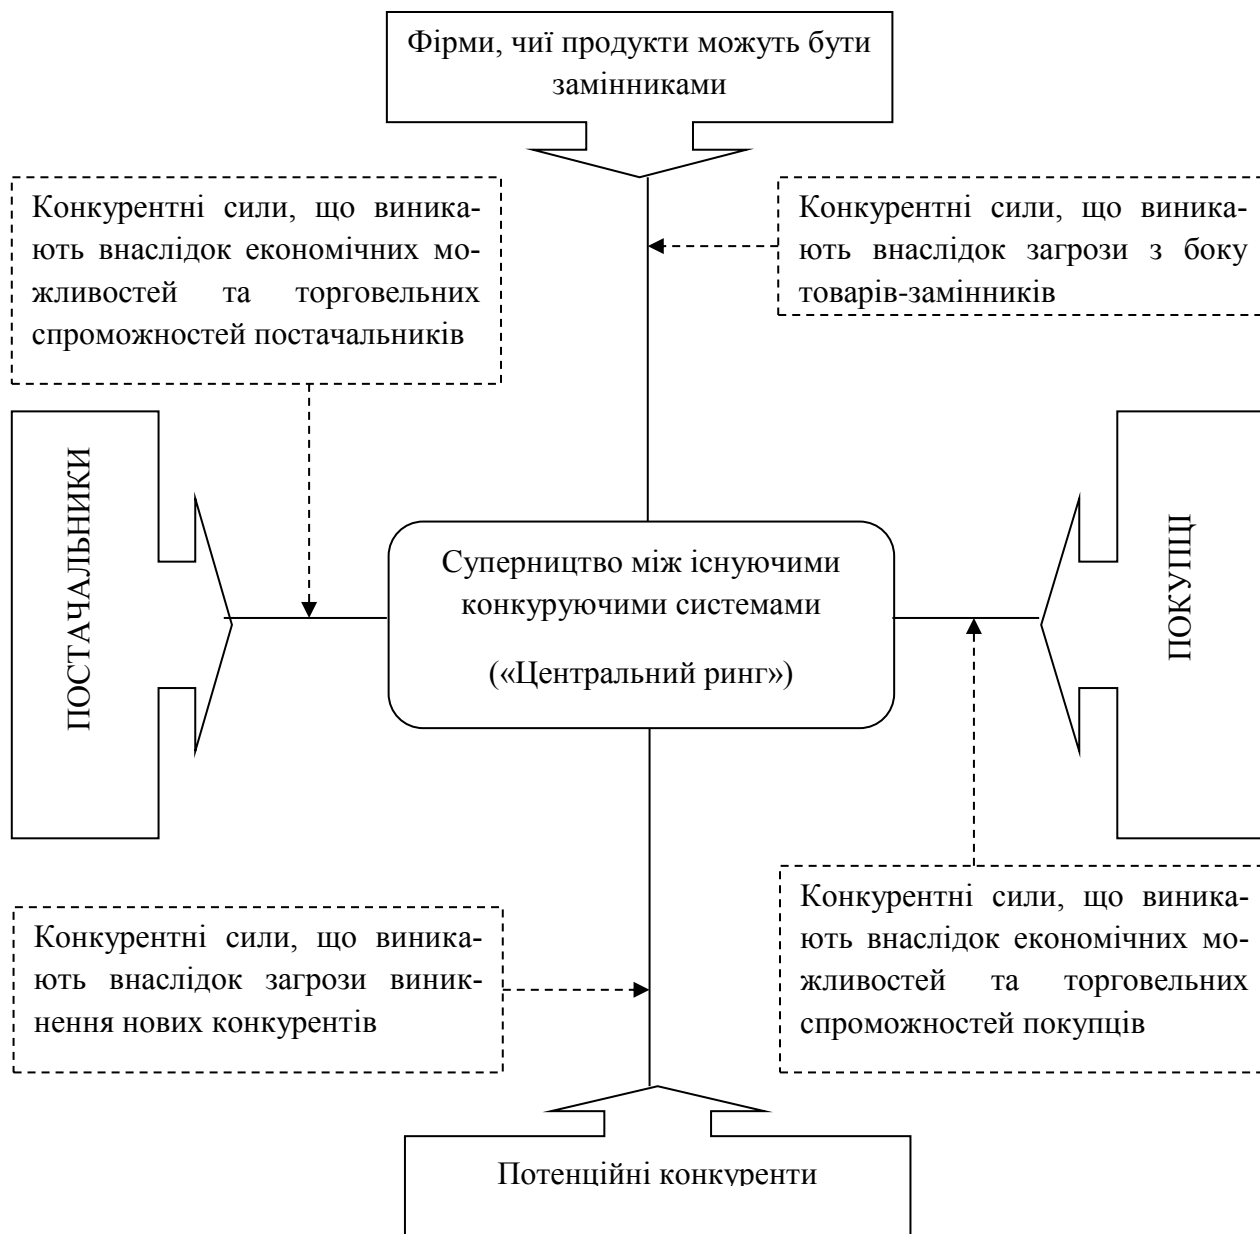 Фірми, чиї продукти можуть бути
замінниками
Конкурентні сили, що виника-
ють внаслідок економічних мо-
жливостей та торговельних
спроможностей постачальників
Конкурентні сили, що виника-
ють внаслідок загрози з боку
товарів-замінників
ПОСТАЧАЛЬНИКИ
Суперництво між існуючими
конкуруючими системами
(«Центральний ринг»)
ПОКУПЦІ
Конкурентні сили, що виника-
ють внаслідок загрози виник-
нення нових конкурентів
Конкурентні сили, що виника-
ють внаслідок економічних мо-
жливостей та торговельних
спроможностей покупців
Потенційні конкуренти